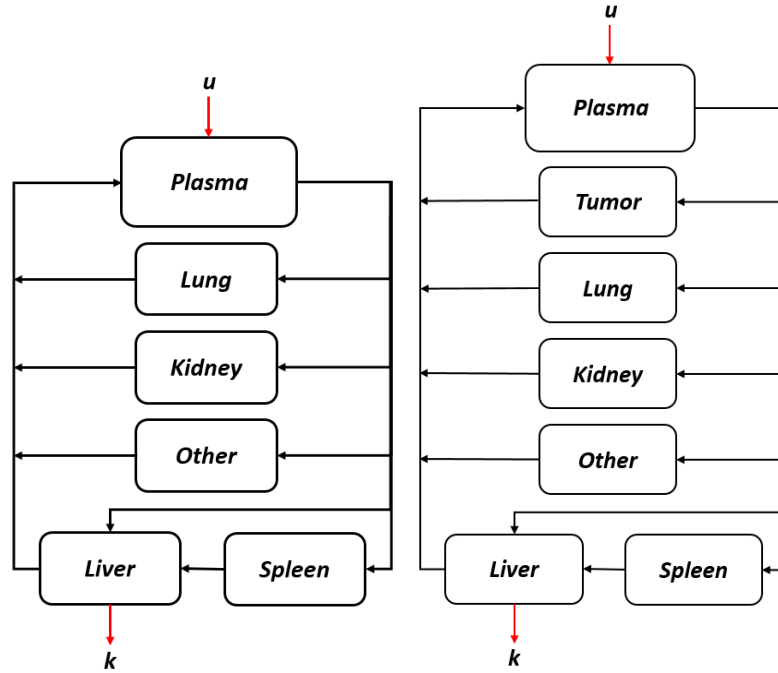 u
Plasma
Lung
Kidney
Other
Liver
Spleen
k
u
Plasma
Tumor
Lung
Kidney
Other
Liver
Spleen
k